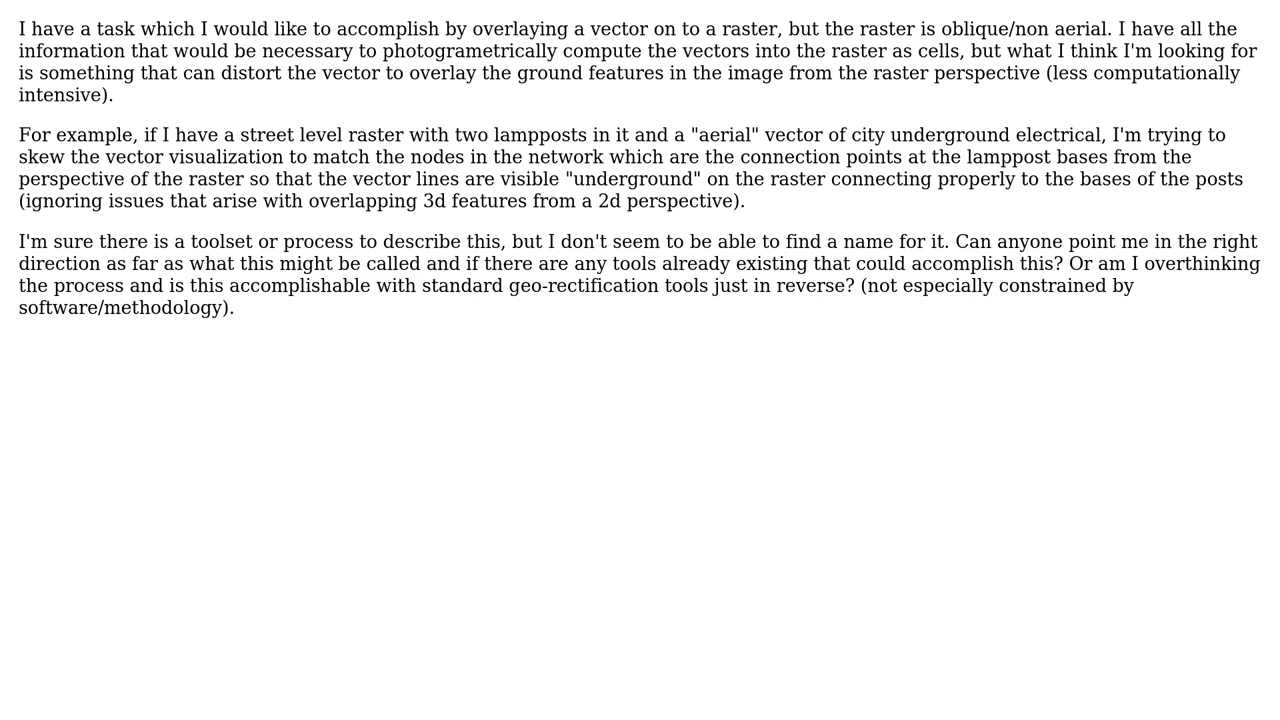 I have a task which I would like to accomplish by overlaying a vector on to a raster, but the raster is oblique/non aerial. I have all the
information that would be necessary to photogrametrically compute the vectors into the raster as cells, but what I think I'm looking for
is something that can distort the vector to overlay the ground features in the image from the raster perspective (less computationally
intensive).
For example, if I have a street level raster with two lampposts in it and a "aerial" vector of city underground electrical, I'm trying to
skew the vector visualization to match the nodes in the network which are the connection points at the lamppost bases from the
perspective of the raster so that the vector lines are visible "underground" on the raster connecting properly to the bases of the posts
(ignoring issues that arise with overlapping 3d features from a 2d perspective).
I'm sure there is a toolset or process to describe this, but I don't seem to be able to find a name for it. Can anyone point me in the right
direction as far as what this might be called and if there are any tools already existing that could accomplish this? Or am I overthinking
the process and is this accomplishable with standard geo-rectification tools just in reverse? (not especially constrained by
software/methodology).